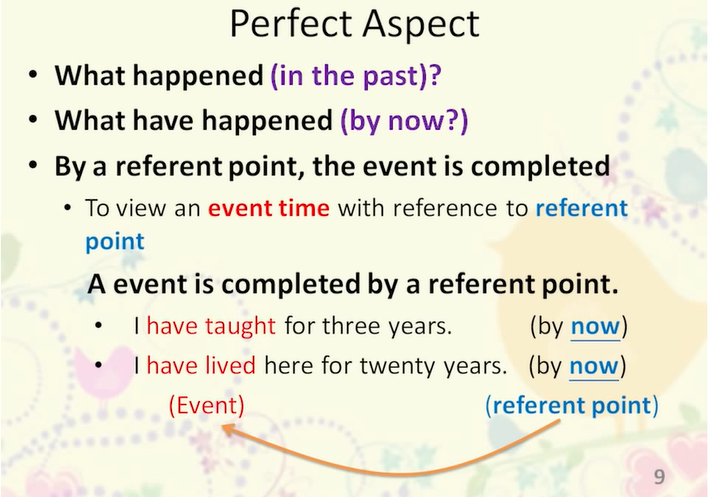 Perfect Aspect
• What happened (in the past)?
• What have happened (by now?)
• By a referent point, the event is completed
• To view an event time with reference to referent
point
A event is completed by a referent point.
• I have taught for three years. (by now)
• I have lived here for twenty years. (by now)
(Event) (referent point)
9